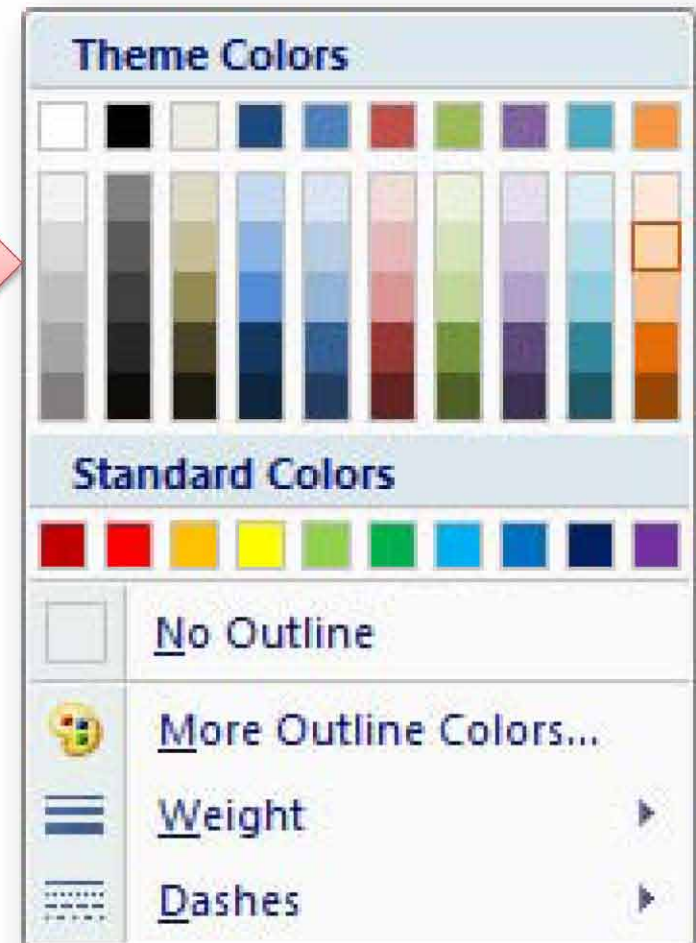 Theme Colors
Standard Colors
No Outline
More Outline Colors...
Weight
Dashes